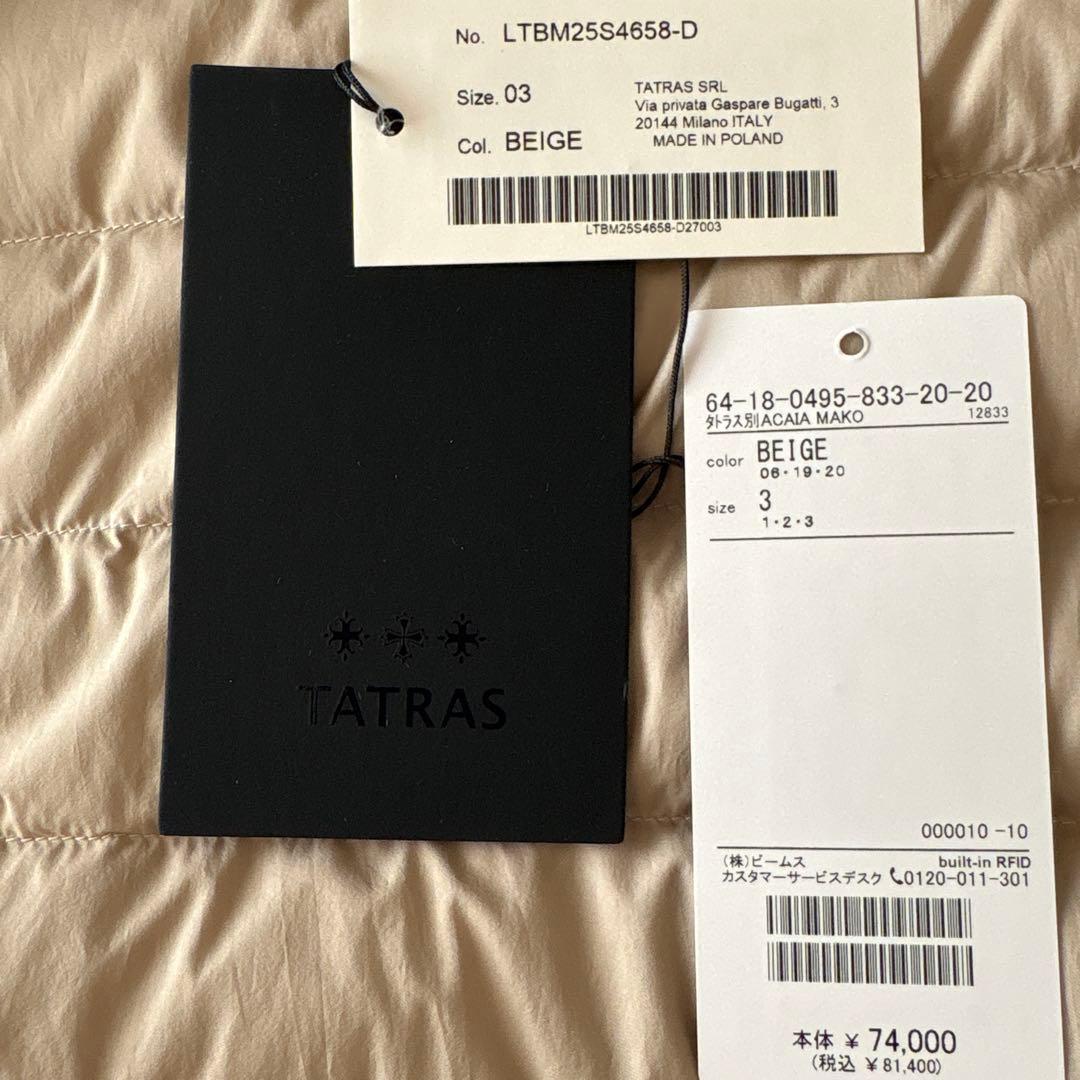 No. LTBM25S4658-D
Size. 03
Col. BEIGE
TATRAS SRL
Via privata Gaspare Bugatti, 3
20144 Milano ITALY
MADE IN POLAND
LTBM25S4658-D27003
TATRAS
64-18-0495-833-20-20
タトラス別ACAIA MAKO 12833
color BEIGE
06・19・20
size 3
1・2・3
000010 -10
(株)ビームス built-in RFID
カスタマーサービスデスク 0120-011-301
本体 ¥ 74,000
(税込 ¥ 81,400)